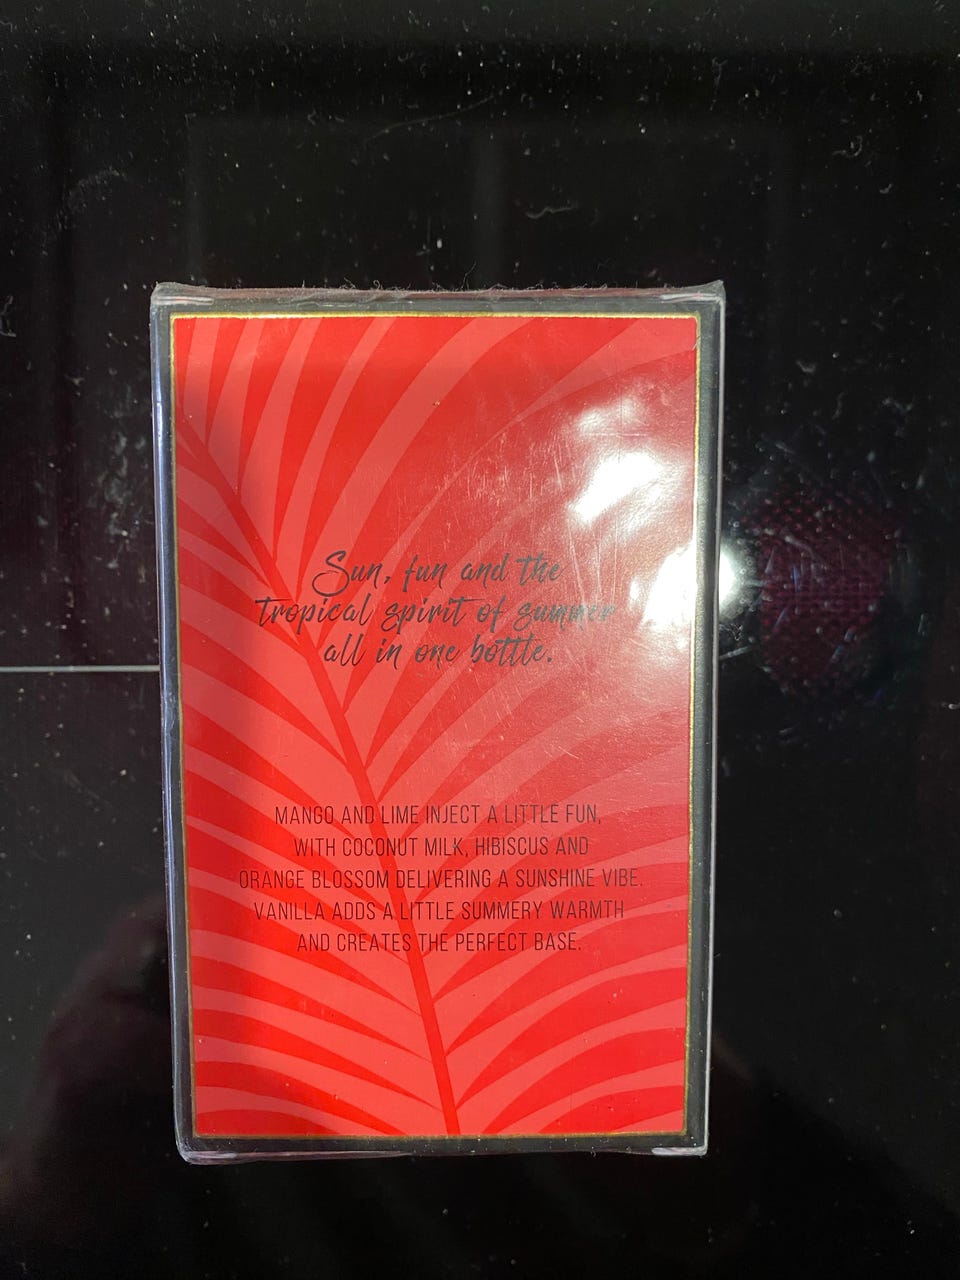 Sun, fun and the
tropical spirit of summer
all in one bottle.
MANGO AND LIME INJECT A LITTLE FUN,
WITH COCONUT MILK, HIBISCUS AND
ORANGE BLOSSOM DELIVERING A SUNSHINE VIBE.
VANILLA ADDS A LITTLE SUMMERY WARMTH
AND CREATES THE PERFECT BASE.